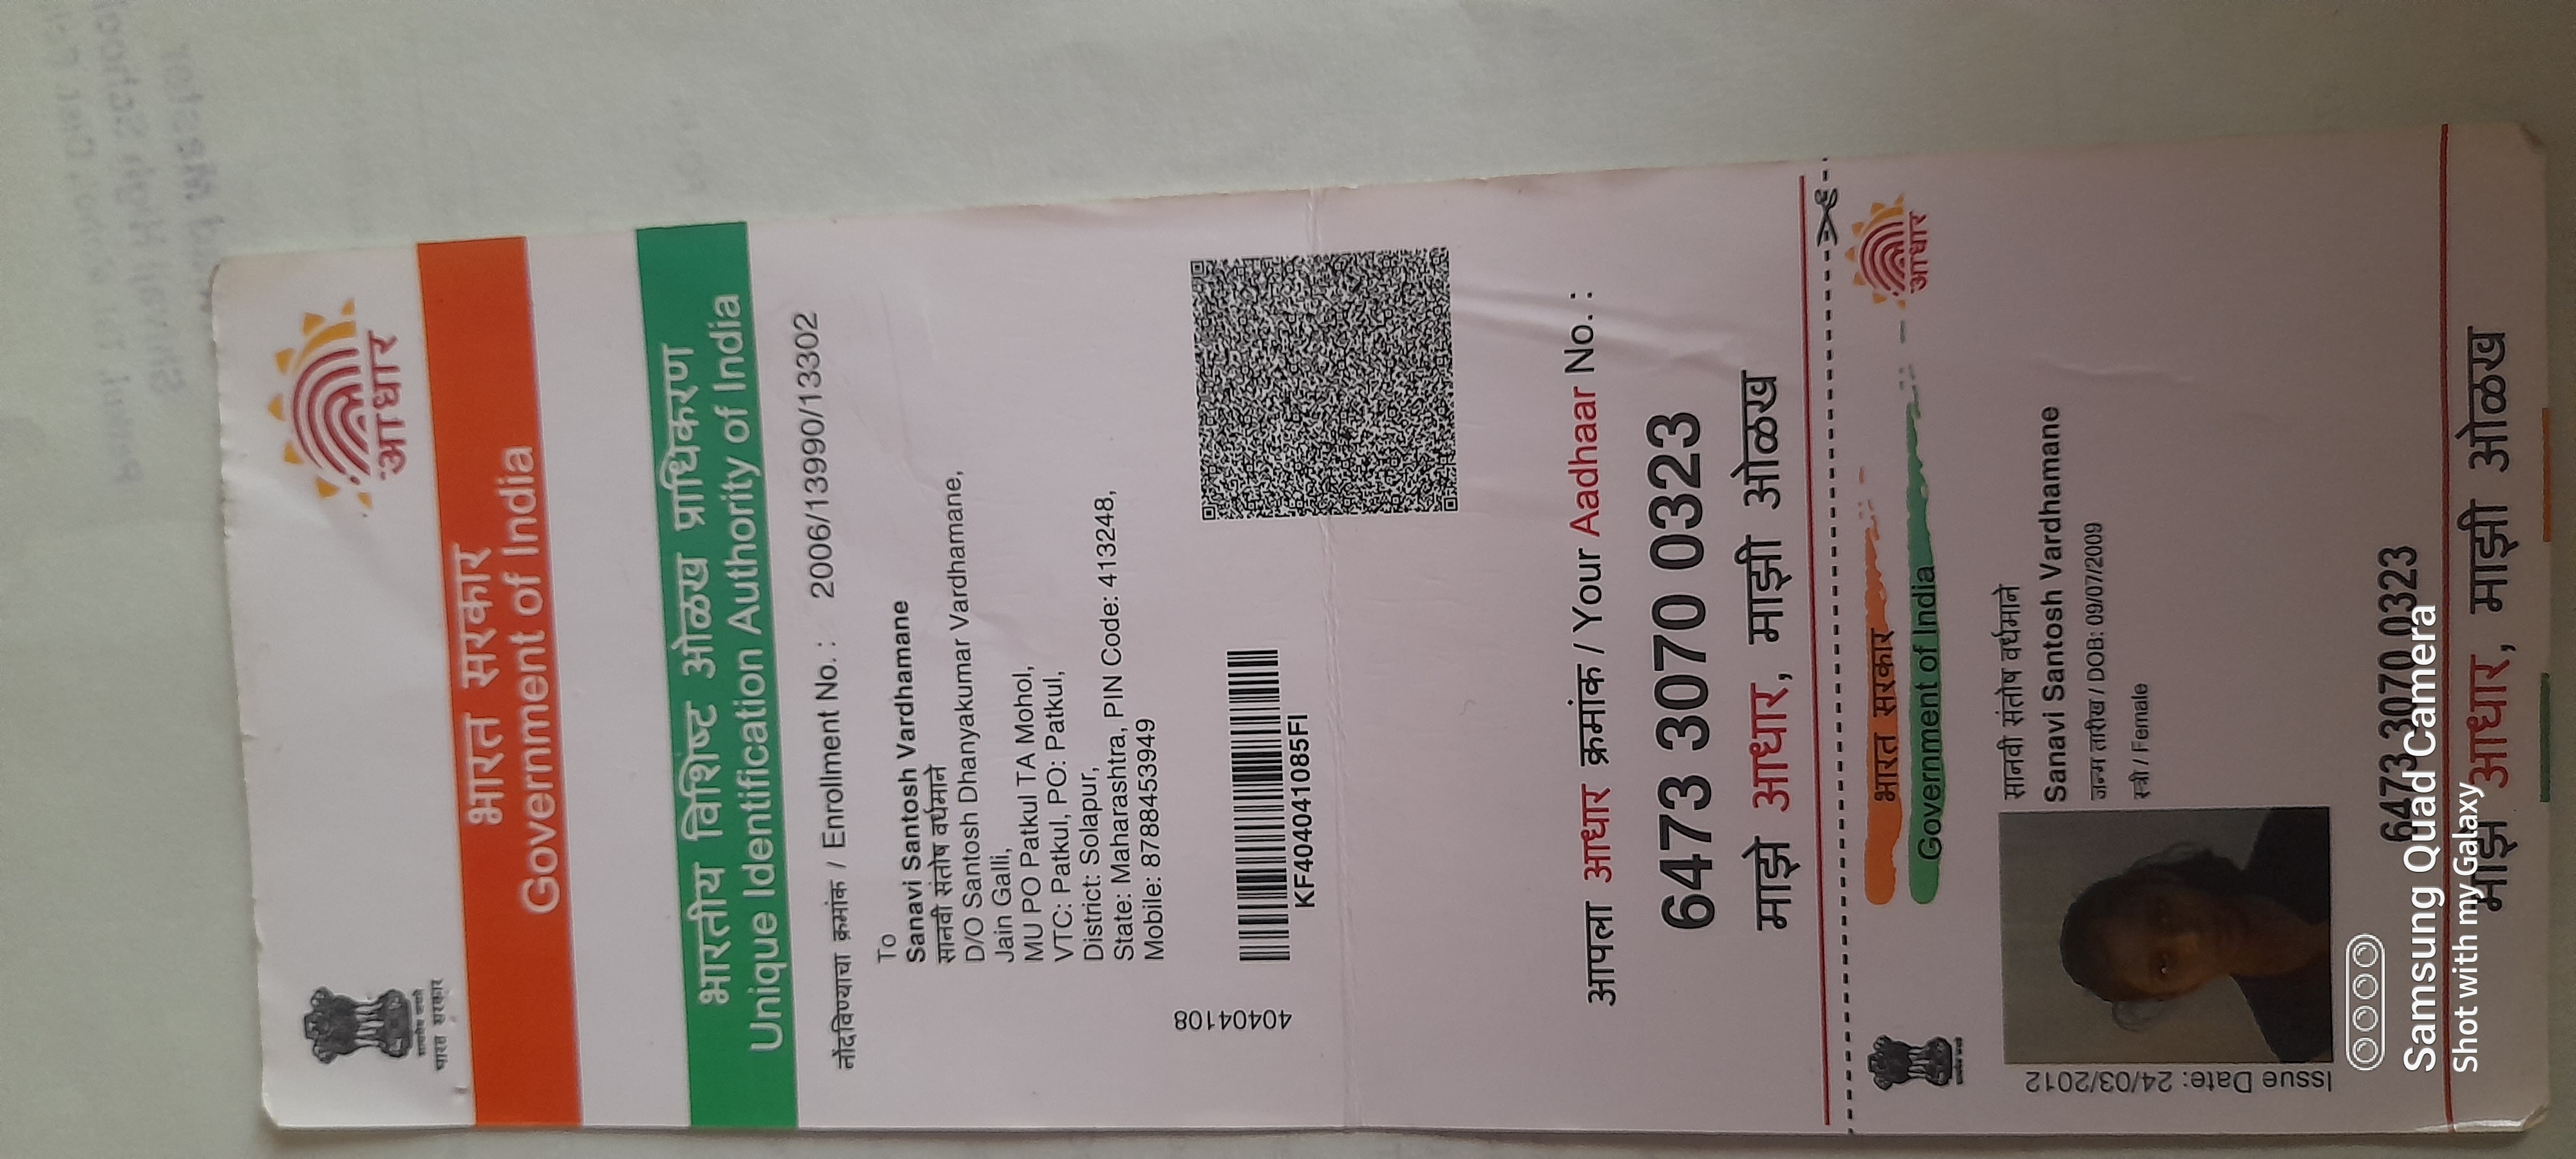 आधार
सत्यमेव जयते
भारत सरकार
भारत सरकार
Government of India
भारतीय विशिष्ट ओळख प्राधिकरण
Unique Identification Authority of India
नोंदविण्याचा क्रमांक / Enrollment No. : 2006/13990/13302
To
Sanavi Santosh Vardhamane
सानवी संतोष वर्धमाने
D/O Santosh Dhanyakumar Vardhamane,
Jain Galli,
MU PO Patkul TA Mohol,
VTC: Patkul, PO: Patkul,
District: Solapur,
State: Maharashtra, PIN Code: 413248,
Mobile: 8788453949
40404108
KF404041085FI
आपला आधार क्रमांक / Your Aadhaar No. :
6473 3070 0323
माझे आधार, माझी ओळख
आधार
भारत सरकार
Government of India
सानवी संतोष वर्धमाने
Sanavi Santosh Vardhamane
जन्म तारीख / DOB: 09/07/2009
स्त्री / Female
Issue Date: 24/03/2012
6473 3070 0323
माझे आधार, माझी ओळख
Samsung Quad Camera
Shot with my Galaxy